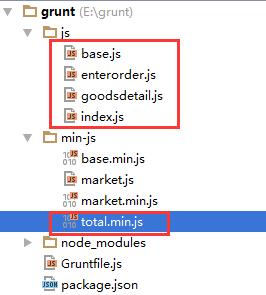 grunt (E:\grunt)
js
base.js
enterorder.js
goodsdetail.js
index.js
min-js
base.min.js
market.js
market.min.js
total.min.js
node_modules
Gruntfile.js
package.json